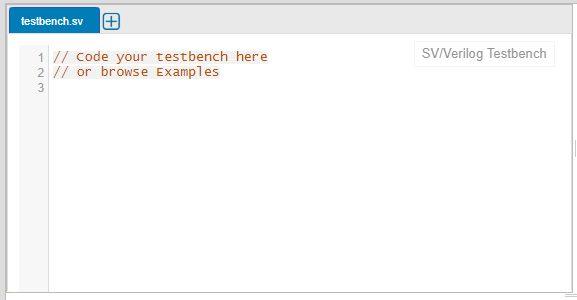 testbench.sv
SV/Verilog Testbench
1 // Code your testbench here
2 // or browse Examples
3